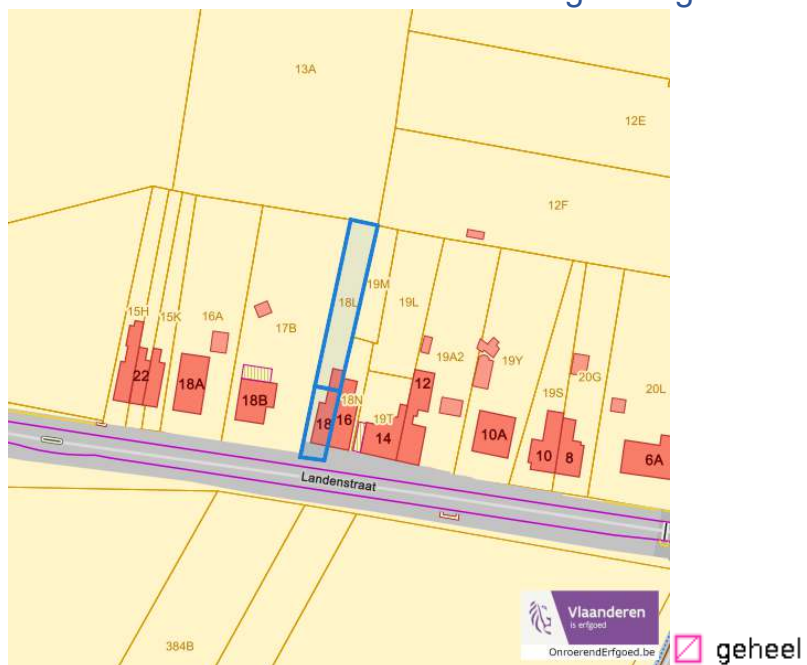 13A
12E
12F
18L
19M
19L
15H
15K
16A
17B
19A2
19Y
19S
20G
20L
22
18A
18B
18
16
18N
19T
14
12
10A
10
8
6A
Landenstraat
384B
Vlaanderen
is erfgoed
OnroerendErfgoed.be
geheel